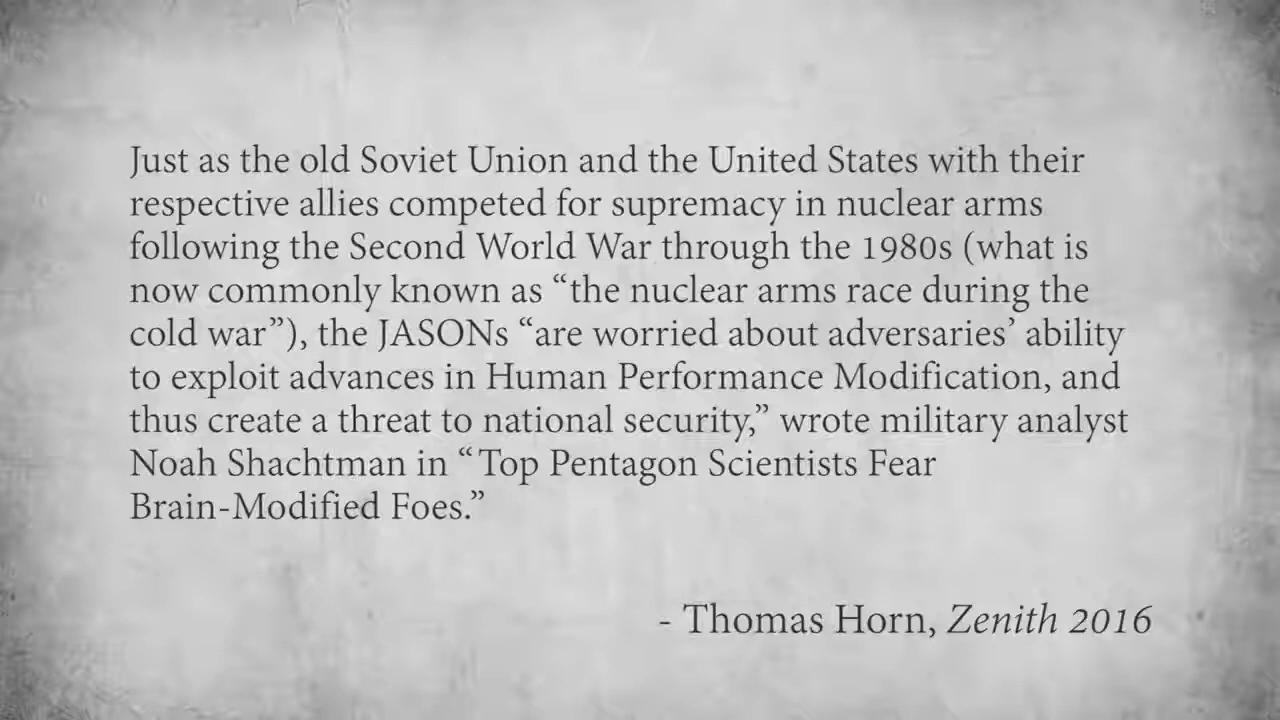 Just as the old Soviet Union and the United States with their
respective allies competed for supremacy in nuclear arms
following the Second World War through the 1980s (what is
now commonly known as “the nuclear arms race during the
cold war”), the JASONs “are worried about adversaries’ ability
to exploit advances in Human Performance Modification, and
thus create a threat to national security,” wrote military analyst
Noah Shachtman in “Top Pentagon Scientists Fear
Brain-Modified Foes.”
- Thomas Horn, Zenith 2016